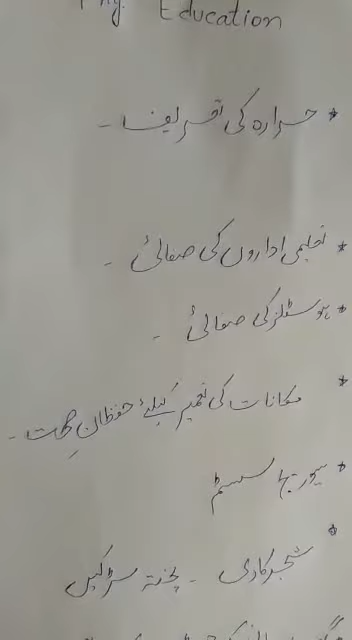 Phy. Education
* حرارہ کی تعریف ۔
* تعلیمی اداروں کی صفائی ۔
* ہوسٹلز کی صفائی ۔
* مکانات کی تعمیر کیلئے حفظانِ صحت ۔
* سیوریج سسٹم
* شجرکاری ۔ پختہ سڑکیں